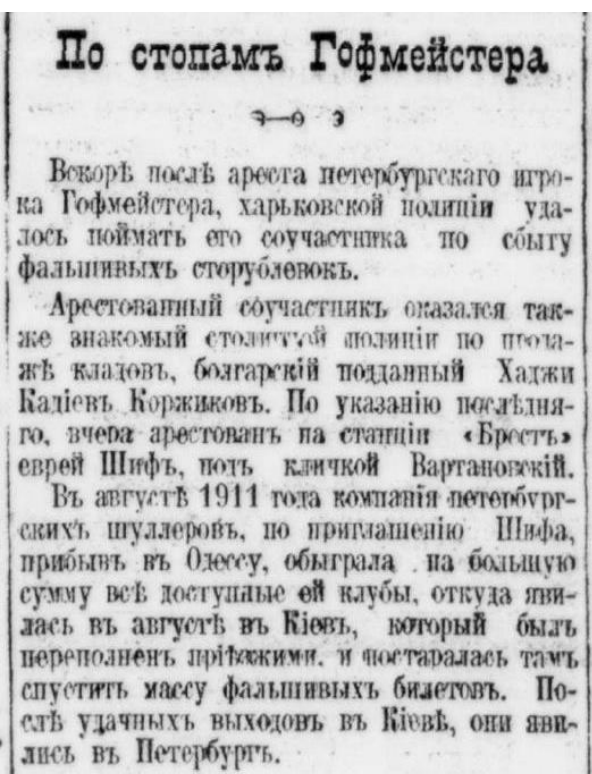 По стопамъ Гофмейстера
Вскорѣ послѣ ареста петербургскаго игро-
ка Гофмейстера, харьковской полиціи уда-
лось поймать его соучастника по сбыту
фальшивыхъ сторублевокъ.
Арестованный соучастникъ оказался так-
же знакомый столичной полиціи по прода-
жѣ кладовъ, болгарскій подданный Хаджи
Кадіевъ Коржиковъ. По указанію послѣдня-
го, вчера арестованъ на станціи «Брестъ»
еврей Шифъ, подъ кличкой Вартановскій.
Въ августѣ 1911 года компанія петербург-
скихъ шуллеровъ, по приглашенію Шифа,
прибывъ въ Одессу, обыграла на большую
сумму всѣ доступные ей клубы, откуда яви-
лась въ августѣ въ Кіевъ, который былъ
переполненъ пріѣзжими, и постаралась тамъ
спустить массу фальшивыхъ билетовъ. По-
слѣ удачныхъ выходовъ въ Кіевѣ, они яви-
лись въ Петербургъ.